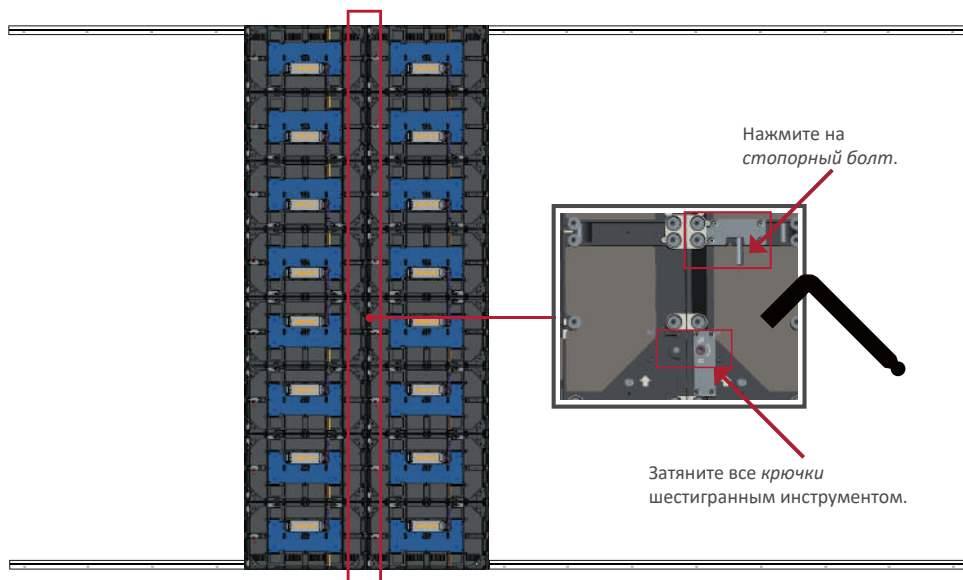 Нажмите на
стопорный болт.
Затяните все крючки
шестигранным инструментом.